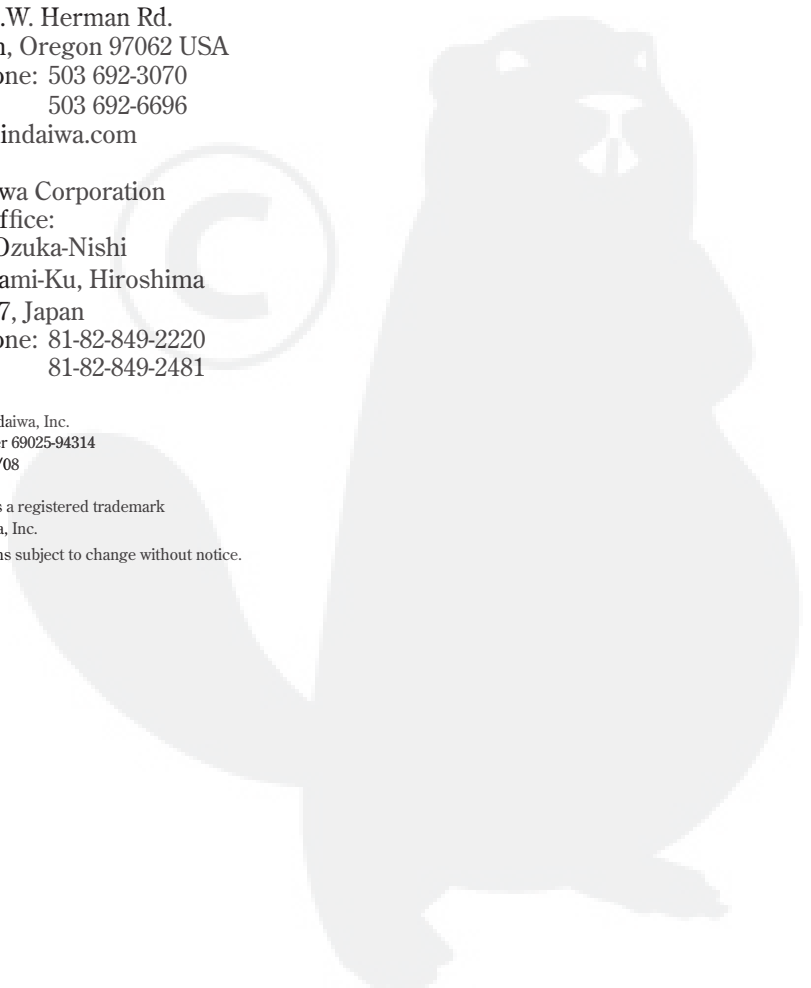 .W. Herman Rd.
n, Oregon 97062 USA
one: 503 692-3070
503 692-6696
indaiwa.com
wa Corporation
ffice:
Ozuka-Nishi
ami-Ku, Hiroshima
7, Japan
one: 81-82-849-2220
81-82-849-2481
daiwa, Inc.
er 69025-94314
/08
s a registered trademark
a, Inc.
ns subject to change without notice.
©